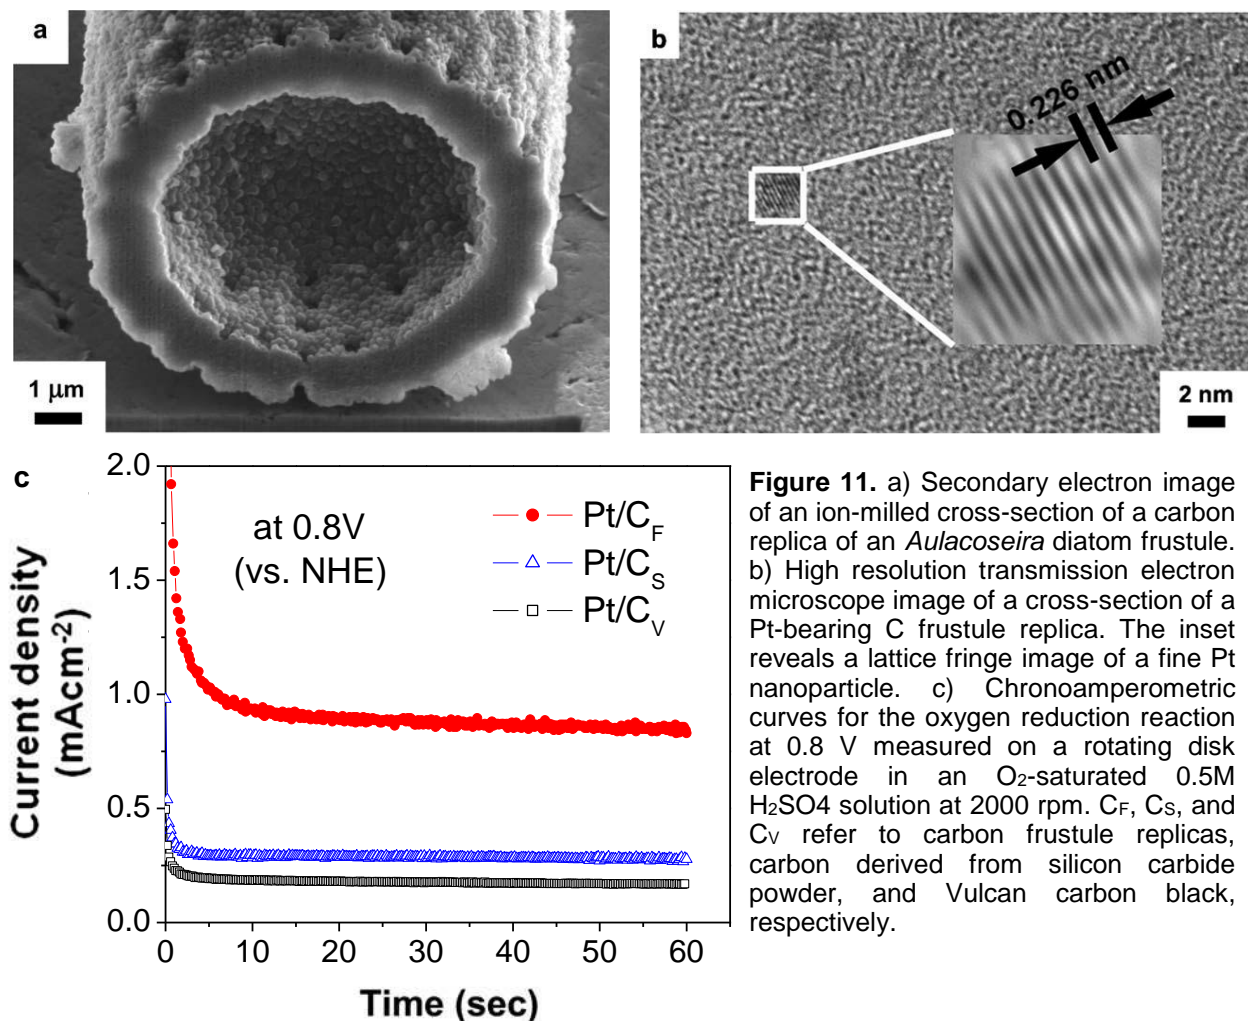 a
1 μm
b
0.226 nm
2 nm
c
Current density
(mAcm⁻²)
2.0
1.5
1.0
0.5
0.0
at 0.8V
(vs. NHE)
Pt/C_F
Pt/C_S
Pt/C_V
0 10 20 30 40 50 60
Time (sec)
Figure 11. a) Secondary electron image
of an ion-milled cross-section of a carbon
replica of an Aulacoseira diatom frustule.
b) High resolution transmission electron
microscope image of a cross-section of a
Pt-bearing C frustule replica. The inset
reveals a lattice fringe image of a fine Pt
nanoparticle. c) Chronoamperometric
curves for the oxygen reduction reaction
at 0.8 V measured on a rotating disk
electrode in an O₂-saturated 0.5M
H₂SO4 solution at 2000 rpm. C_F, C_S, and
C_V refer to carbon frustule replicas,
carbon derived from silicon carbide
powder, and Vulcan carbon black,
respectively.